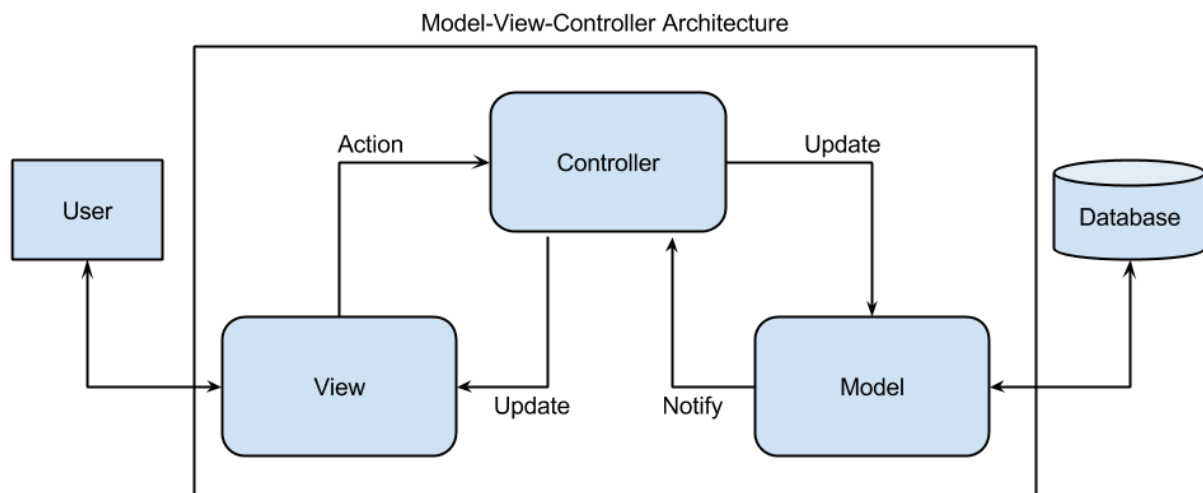 Model-View-Controller Architecture
Action
Controller
Update
User
Database
View
Update
Notify
Model